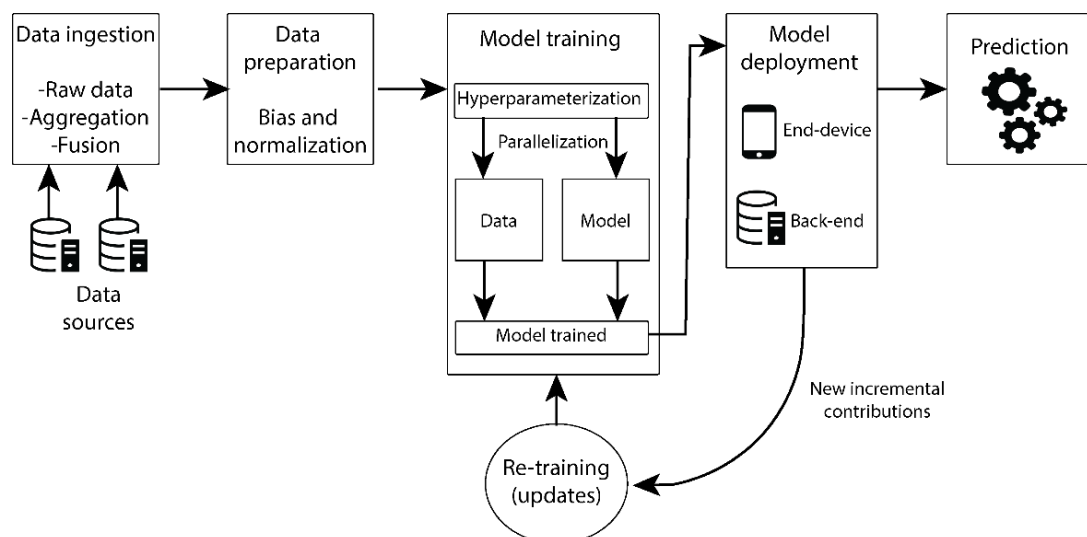 Data ingestion
-Raw data
-Aggregation
-Fusion
Data
sources
Data
preparation
Bias and
normalization
Model training
Hyperparameterization
Parallelization
Data
Model
Model trained
Re-training
(updates)
Model
deployment
End-device
Back-end
New incremental
contributions
Prediction